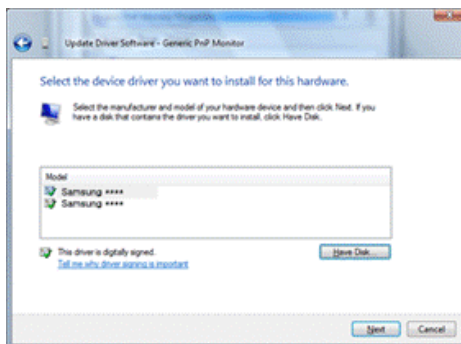 Update Driver Software - Generic PnP Monitor
Select the device driver you want to install for this hardware.
Select the manufacturer and model of your hardware device and then click Next. If you
have a disk that contains the driver you want to install, click Have Disk.
Model
Samsung ****
Samsung ****
This driver is digitally signed.
Have Disk...
Tell me why driver signing is important
Next
Cancel